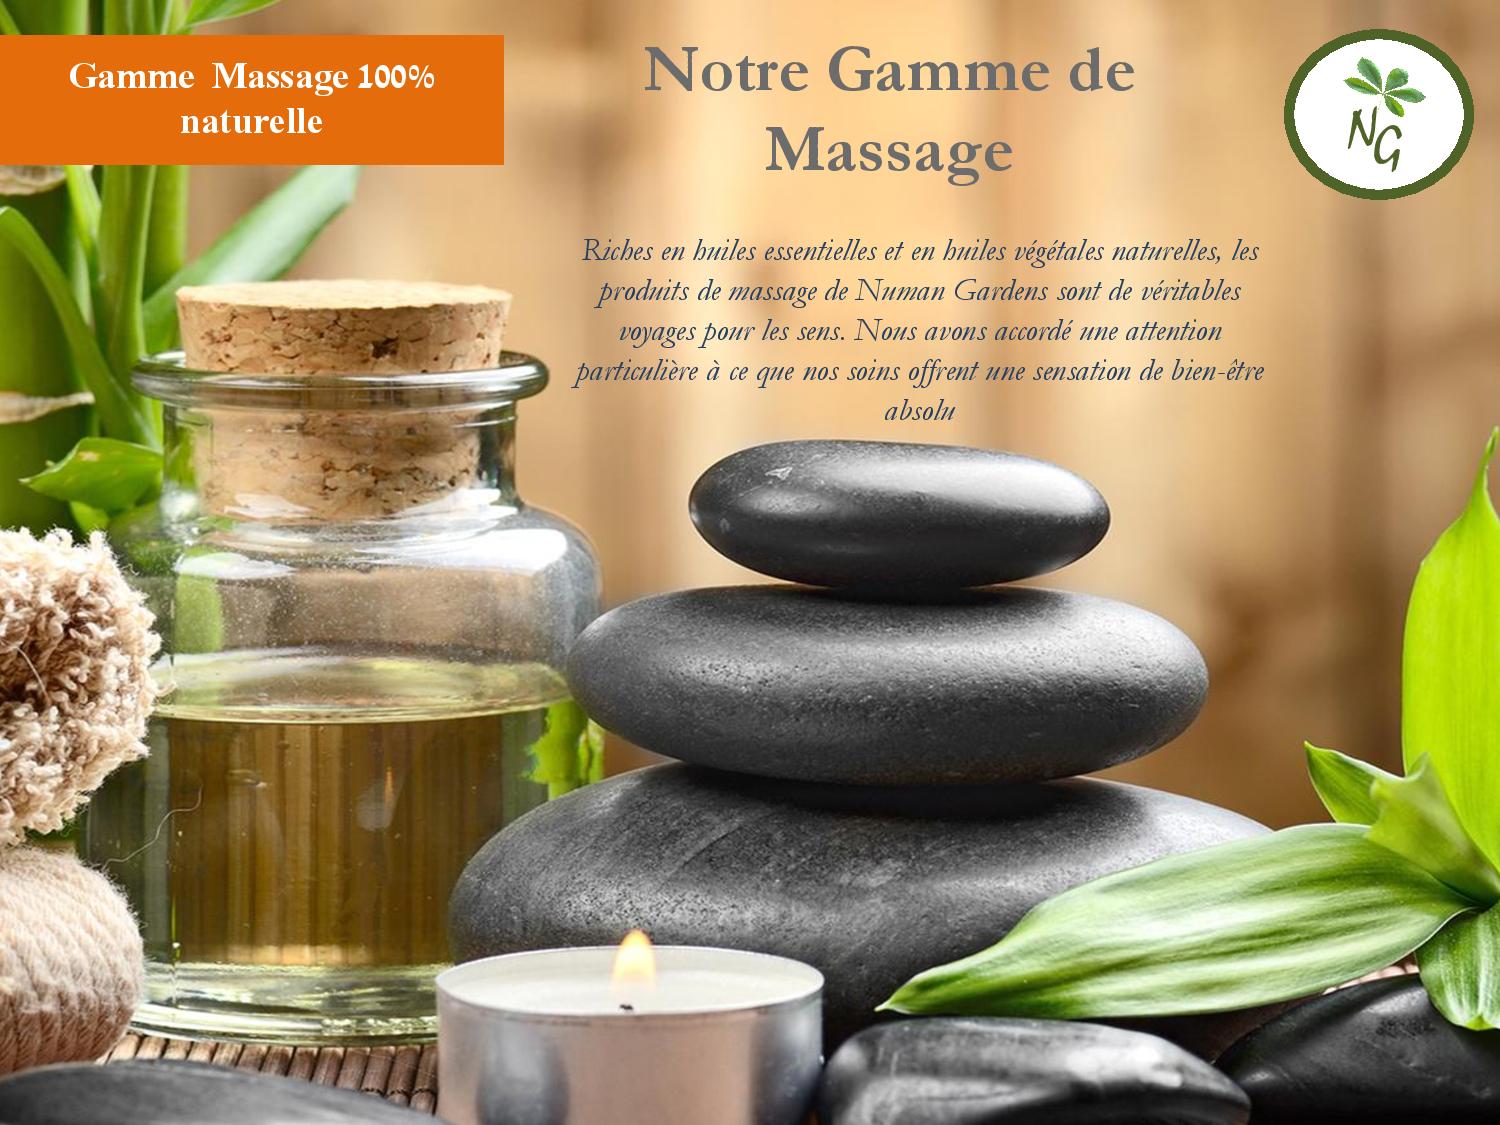 Gamme Massage 100%
naturelle
Notre Gamme de
Massage
NG
Riches en huiles essentielles et en huiles végétales naturelles, les
produits de massage de Numan Gardens sont de véritables
voyages pour les sens. Nous avons accordé une attention
particulière à ce que nos soins offrent une sensation de bien-être
absolu